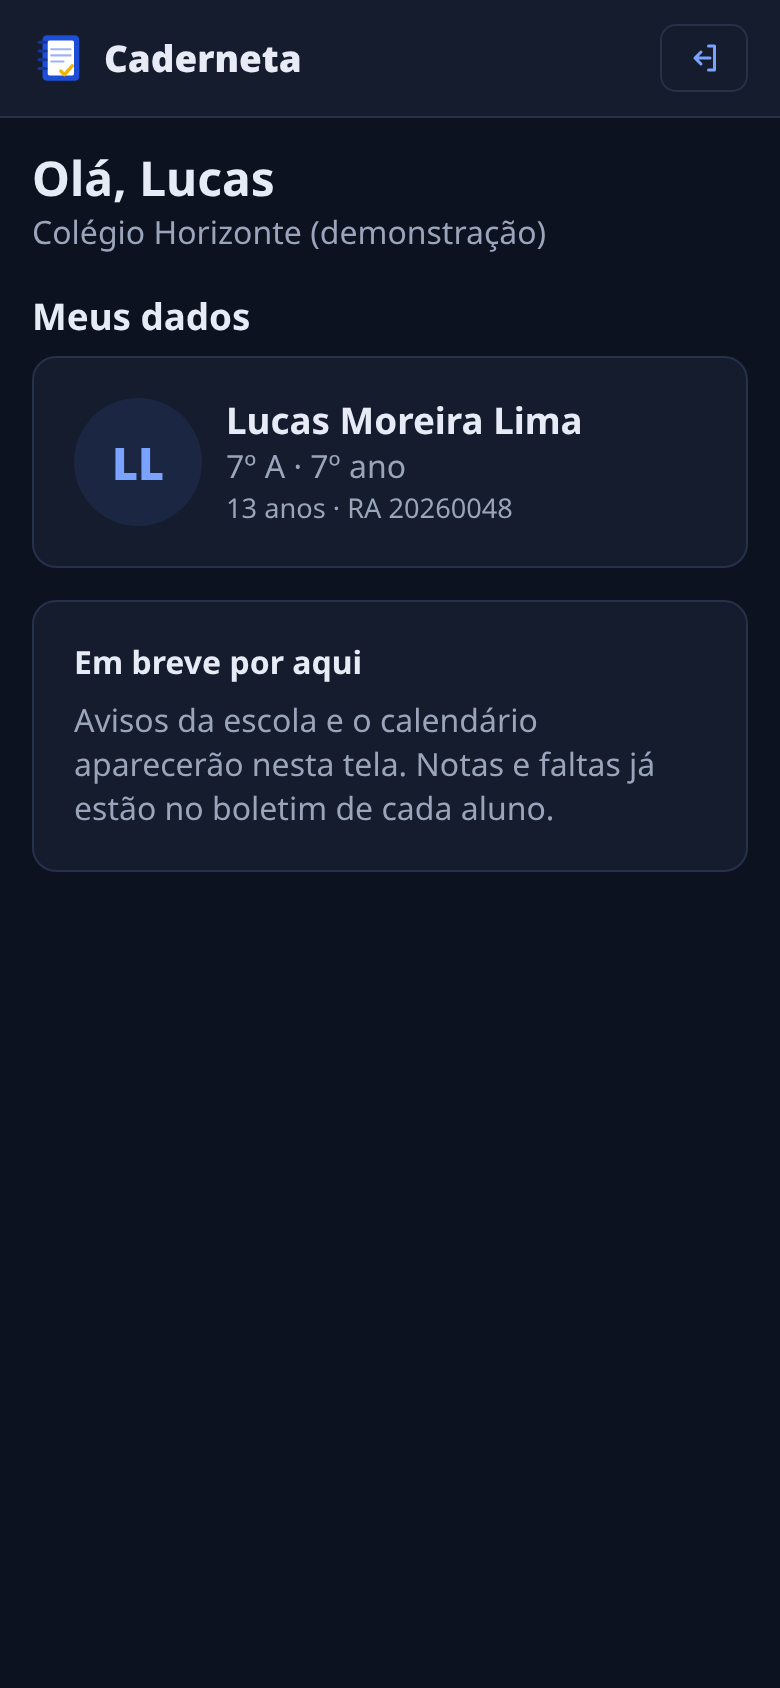 Caderneta
Olá, Lucas
Colégio Horizonte (demonstração)
Meus dados
LL
Lucas Moreira Lima
7º A · 7º ano
13 anos · RA 20260048
Em breve por aqui
Avisos da escola e o calendário
aparecerão nesta tela. Notas e faltas já
estão no boletim de cada aluno.